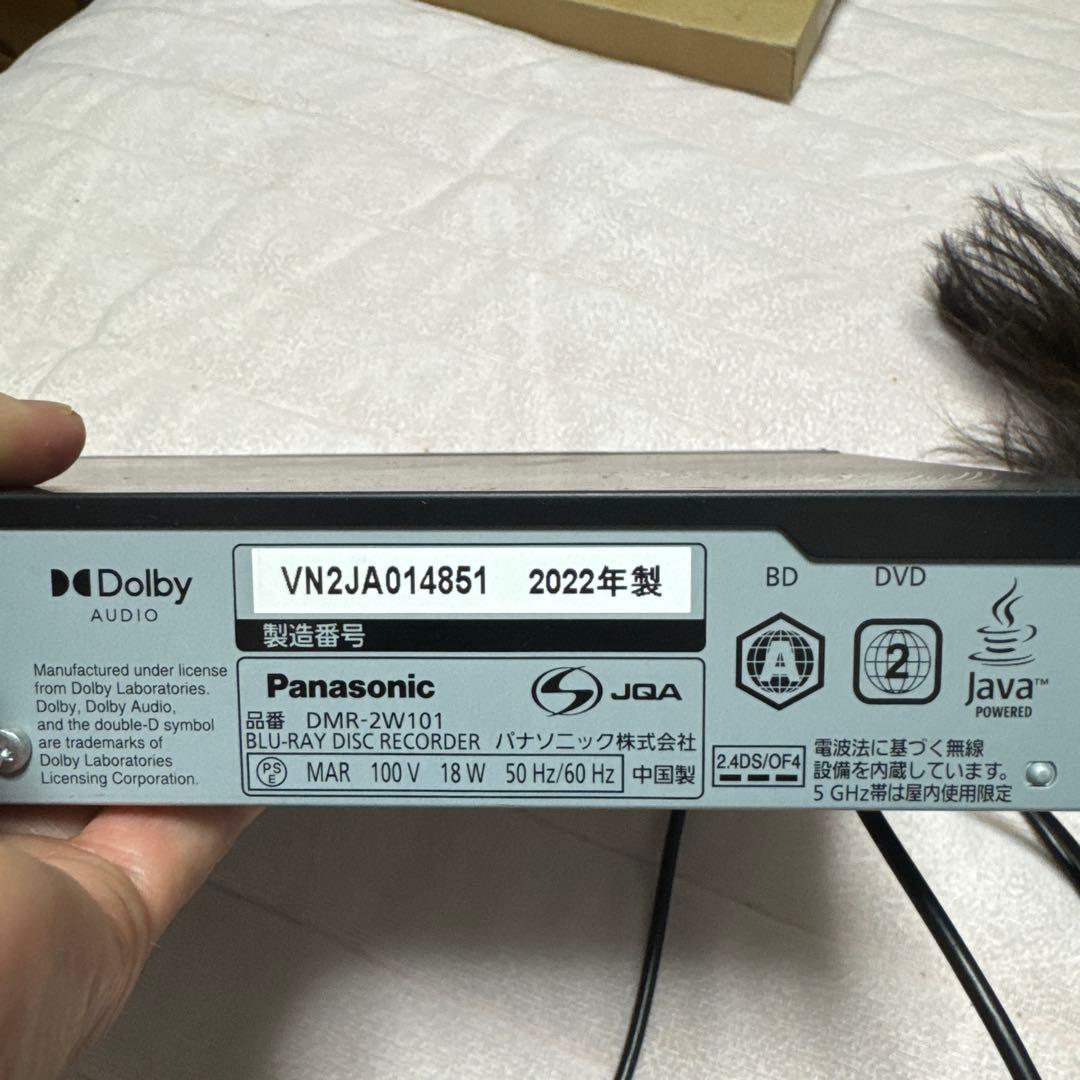 Dolby
AUDIO
Manufactured under license
from Dolby Laboratories.
Dolby, Dolby Audio,
and the double-D symbol
are trademarks of
Dolby Laboratories
Licensing Corporation.
VN2JA014851 2022年製
製造番号
Panasonic JQA
品番 DMR-2W101
BLU-RAY DISC RECORDER パナソニック株式会社
PSE MAR 100 V 18 W 50 Hz/60 Hz 中国製
BD DVD
A 2
Java™
POWERED
2.4DS/OF4
電波法に基づく無線
設備を内蔵しています。
5 GHz帯は屋内使用限定